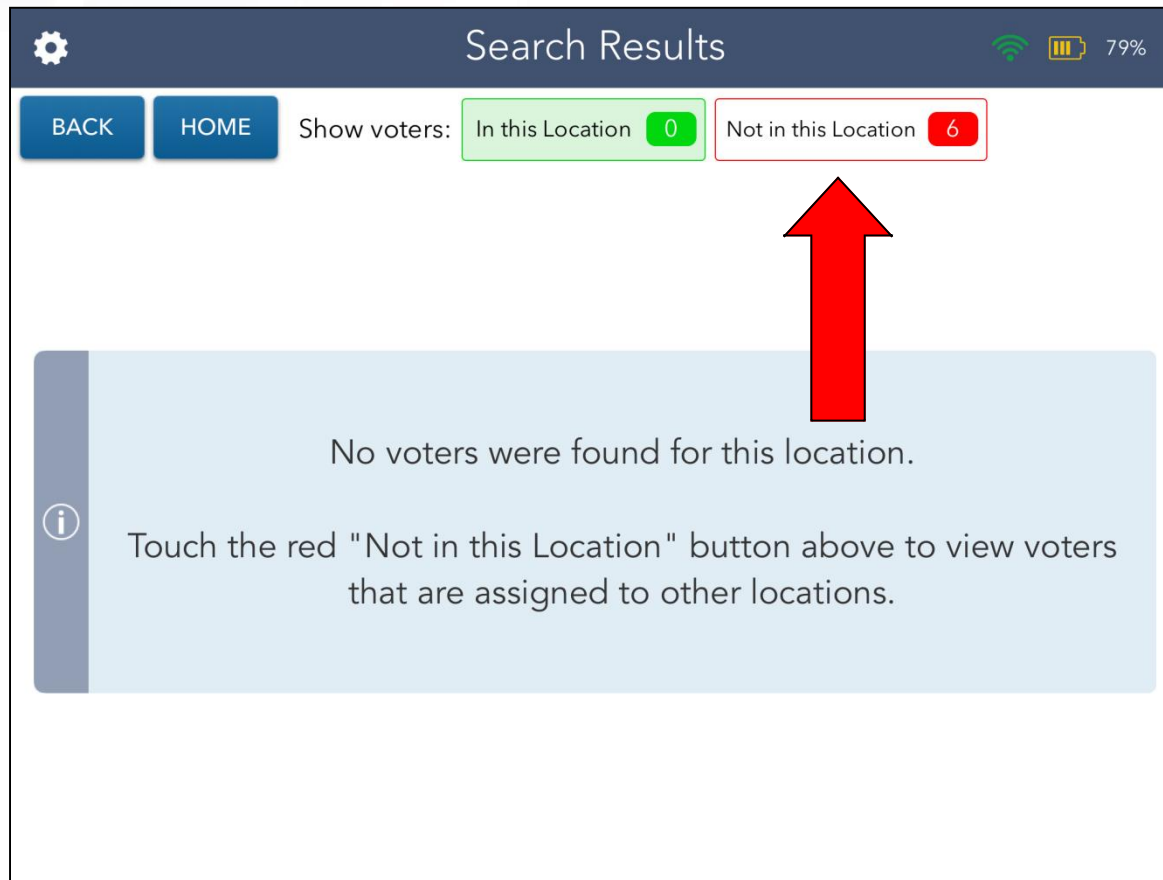 Search Results
79%
BACK
HOME
Show voters:
In this Location 0
Not in this Location 6
No voters were found for this location.
Touch the red "Not in this Location" button above to view voters
that are assigned to other locations.